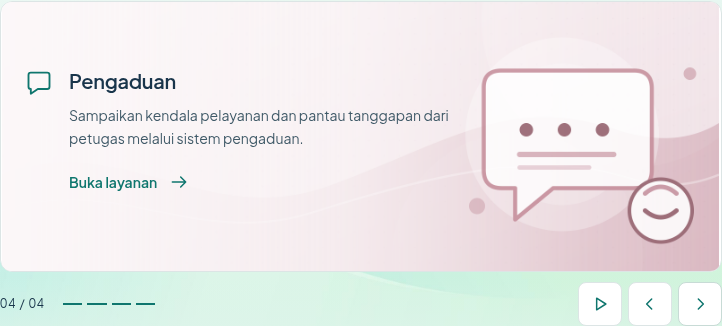 Pengaduan
Sampaikan kendala pelayanan dan pantau tanggapan dari
petugas melalui sistem pengaduan.
Buka layanan
04 / 04